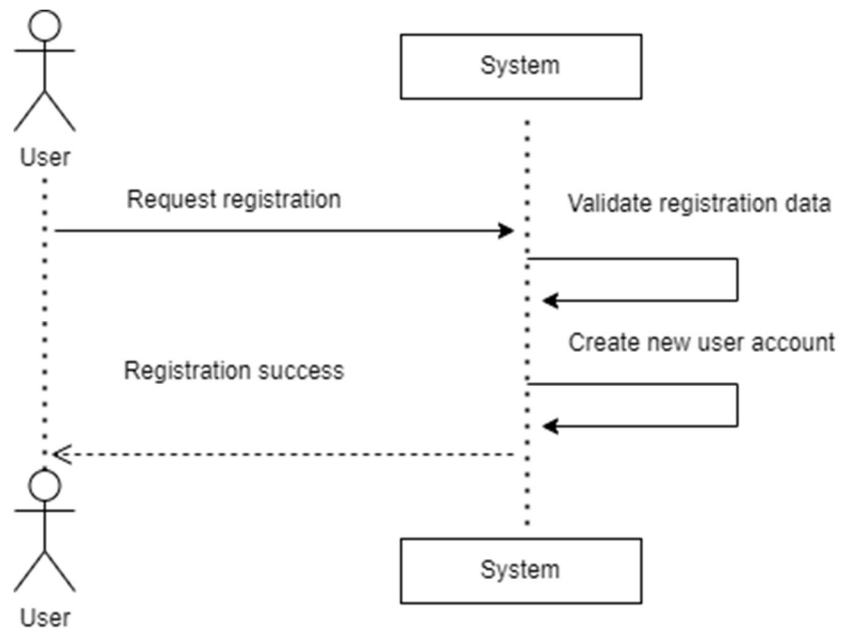 System
User
Request registration
Validate registration data
Create new user account
Registration success
System
User